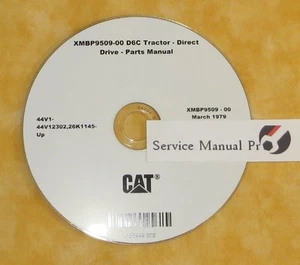 XMBP9509-00 D6C Tractor - Direct
Drive - Parts Manual
44V1-
44V12302,26K1145-
Up
XMBP9509 - 00
March 1979
Service Manual Pro
CAT®